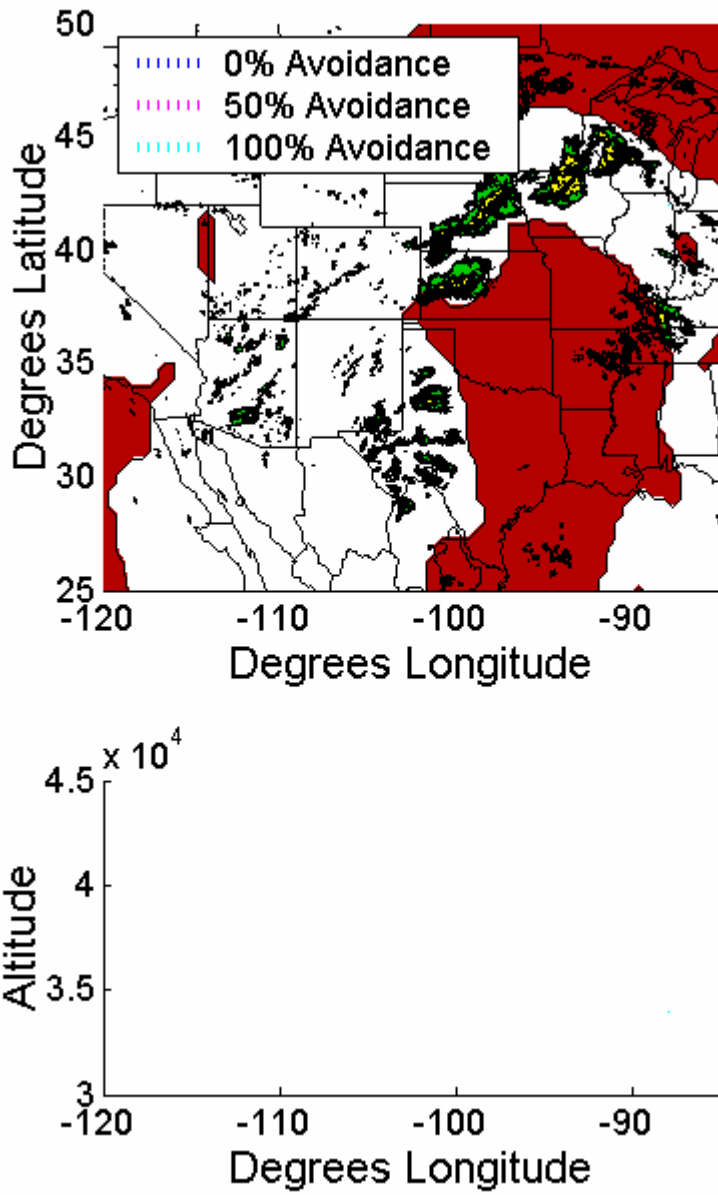 50
0% Avoidance
50% Avoidance
45
100% Avoidance
40
35
30
25
Degrees Latitude
-120 -110 -100 -90
Degrees Longitude
x 10^4
4.5
4
3.5
3
Altitude
-120 -110 -100 -90
Degrees Longitude